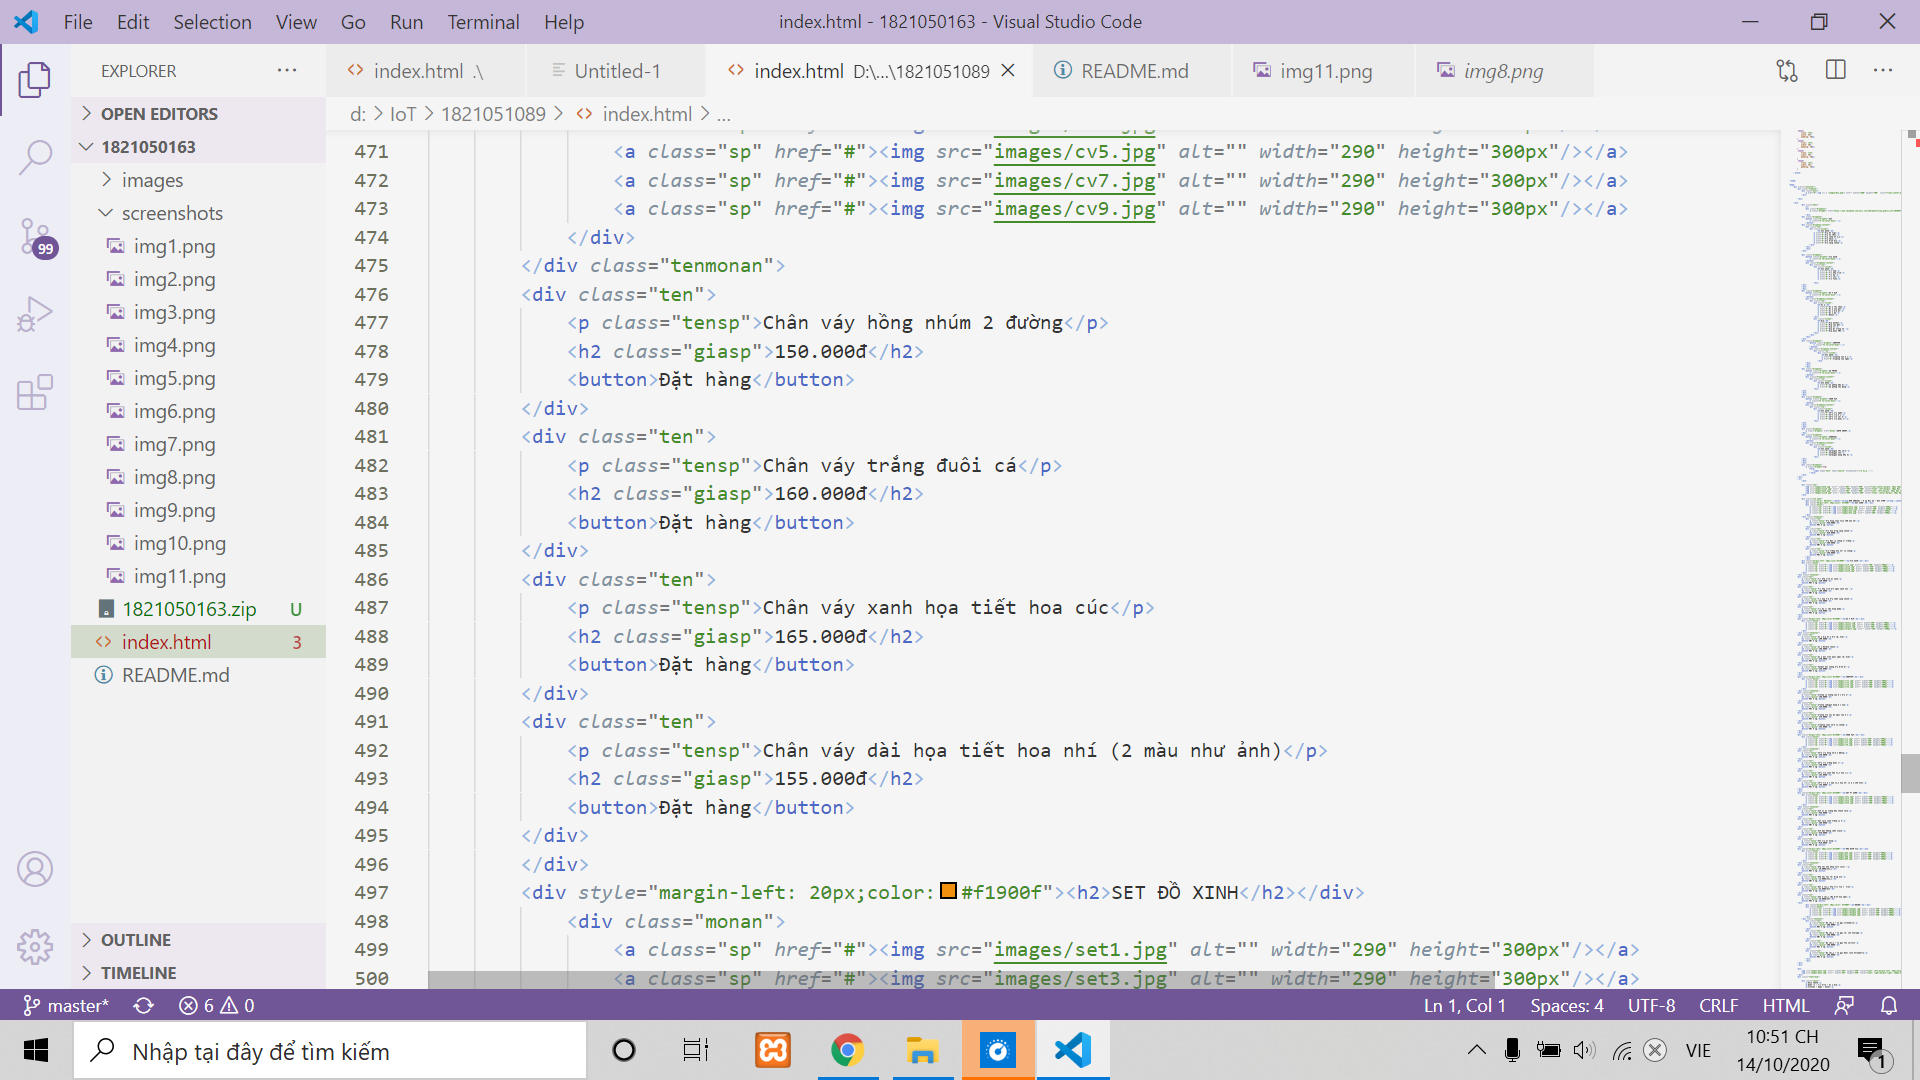 File Edit Selection View Go Run Terminal Help index.html - 1821050163 - Visual Studio Code
EXPLORER ···
index.html .\ Untitled-1 index.html D:\...\1821051089 README.md img11.png img8.png
d: > IoT > 1821051089 > index.html > ...
OPEN EDITORS
1821050163
images
screenshots
img1.png
img2.png
img3.png
img4.png
img5.png
img6.png
img7.png
img8.png
img9.png
img10.png
img11.png
1821050163.zip U
index.html 3
README.md
OUTLINE
TIMELINE
99
471 <a class="sp" href="#"><img src="images/cv5.jpg" alt="" width="290" height="300px"/></a>
472 <a class="sp" href="#"><img src="images/cv7.jpg" alt="" width="290" height="300px"/></a>
473 <a class="sp" href="#"><img src="images/cv9.jpg" alt="" width="290" height="300px"/></a>
474 </div>
475 </div class="tenmonan">
476 <div class="ten">
477 <p class="tensp">Chân váy hồng nhúm 2 đường</p>
478 <h2 class="giasp">150.000đ</h2>
479 <button>Đặt hàng</button>
480 </div>
481 <div class="ten">
482 <p class="tensp">Chân váy trắng đuôi cá</p>
483 <h2 class="giasp">160.000đ</h2>
484 <button>Đặt hàng</button>
485 </div>
486 <div class="ten">
487 <p class="tensp">Chân váy xanh họa tiết hoa cúc</p>
488 <h2 class="giasp">165.000đ</h2>
489 <button>Đặt hàng</button>
490 </div>
491 <div class="ten">
492 <p class="tensp">Chân váy dài họa tiết hoa nhí (2 màu như ảnh)</p>
493 <h2 class="giasp">155.000đ</h2>
494 <button>Đặt hàng</button>
495 </div>
496 </div>
497 <div style="margin-left: 20px;color:#f1900f"><h2>SET ĐỒ XINH</h2></div>
498 <div class="monan">
499 <a class="sp" href="#"><img src="images/set1.jpg" alt="" width="290" height="300px"/></a>
500 <a class="sp" href="#"><img src="images/set3.jpg" alt="" width="290" height="300px"/></a>
master* 6 0 Ln 1, Col 1 Spaces: 4 UTF-8 CRLF HTML
Nhập tại đây để tìm kiếm VIE 10:51 CH
14/10/2020 1